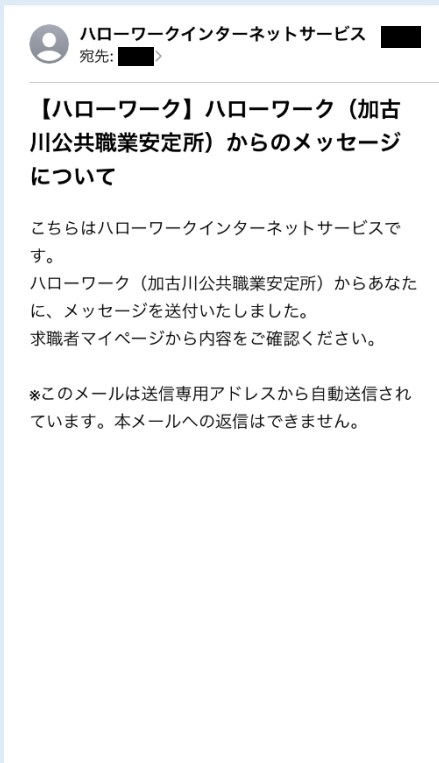 ハローワークインターネットサービス
宛先:
【ハローワーク】ハローワーク（加古
川公共職業安定所）からのメッセージ
について
こちらはハローワークインターネットサービスで
す。
ハローワーク（加古川公共職業安定所）からあなた
に、メッセージを送付いたしました。
求職者マイページから内容をご確認ください。
※このメールは送信専用アドレスから自動送信され
ています。本メールへの返信はできません。